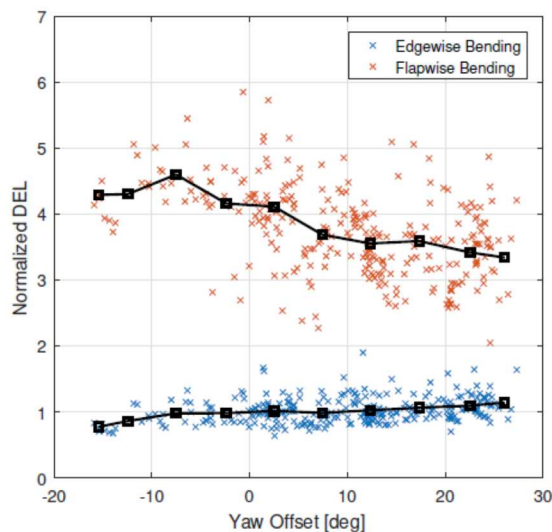 7
6
5
4
3
2
1
0
Normalized DEL
Edgewise Bending
Flapwise Bending
-20 -10 0 10 20 30
Yaw Offset [deg]